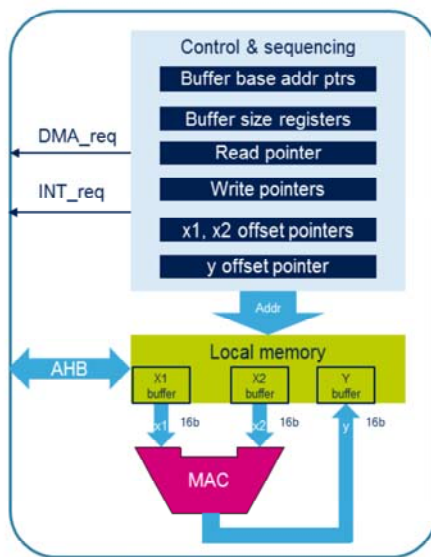 Control & sequencing
Buffer base addr ptrs
Buffer size registers
DMA_req
Read pointer
INT_req
Write pointers
x1, x2 offset pointers
y offset pointer
Addr
Local memory
AHB
X1
buffer
X2
buffer
Y
buffer
x1 16b
x2 16b
y 16b
MAC